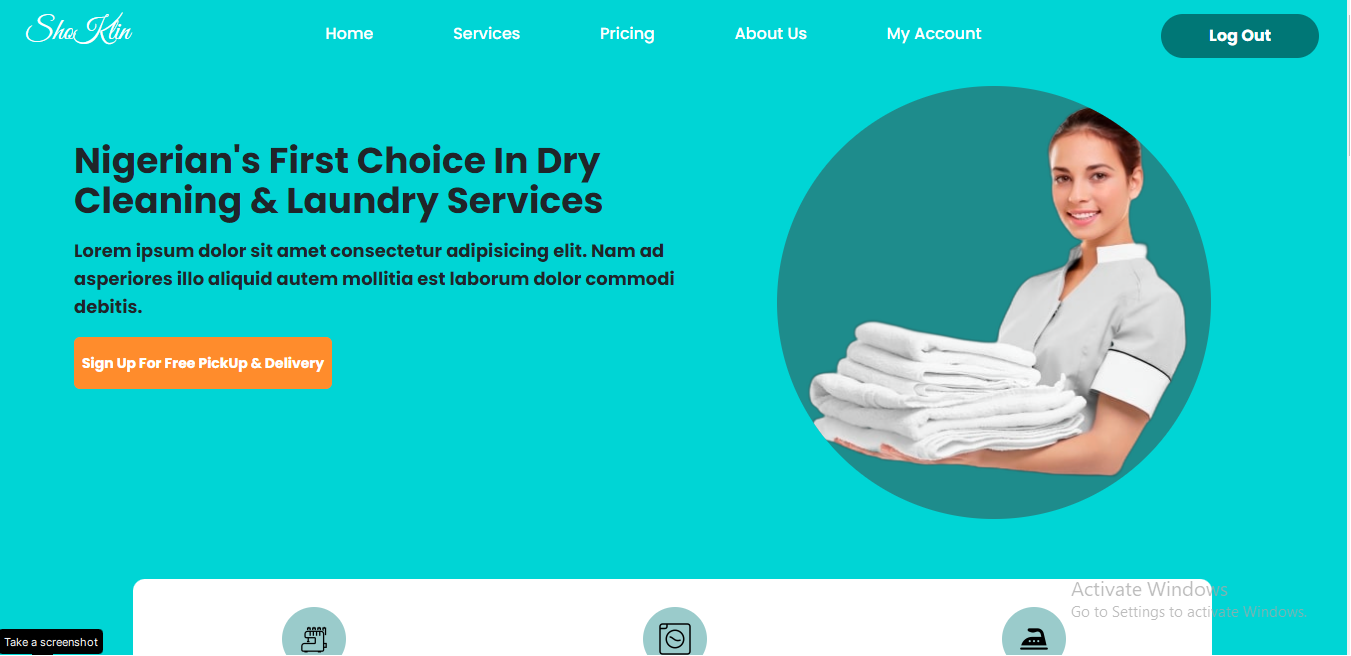 ShoKlin
Home
Services
Pricing
About Us
My Account
Log Out
Nigerian's First Choice In Dry
Cleaning & Laundry Services
Lorem ipsum dolor sit amet consectetur adipisicing elit. Nam ad
asperiores illo aliquid autem mollitia est laborum dolor commodi
debitis.
Sign Up For Free PickUp & Delivery
Activate Windows
Go to Settings to activate Windows.
Take a screenshot